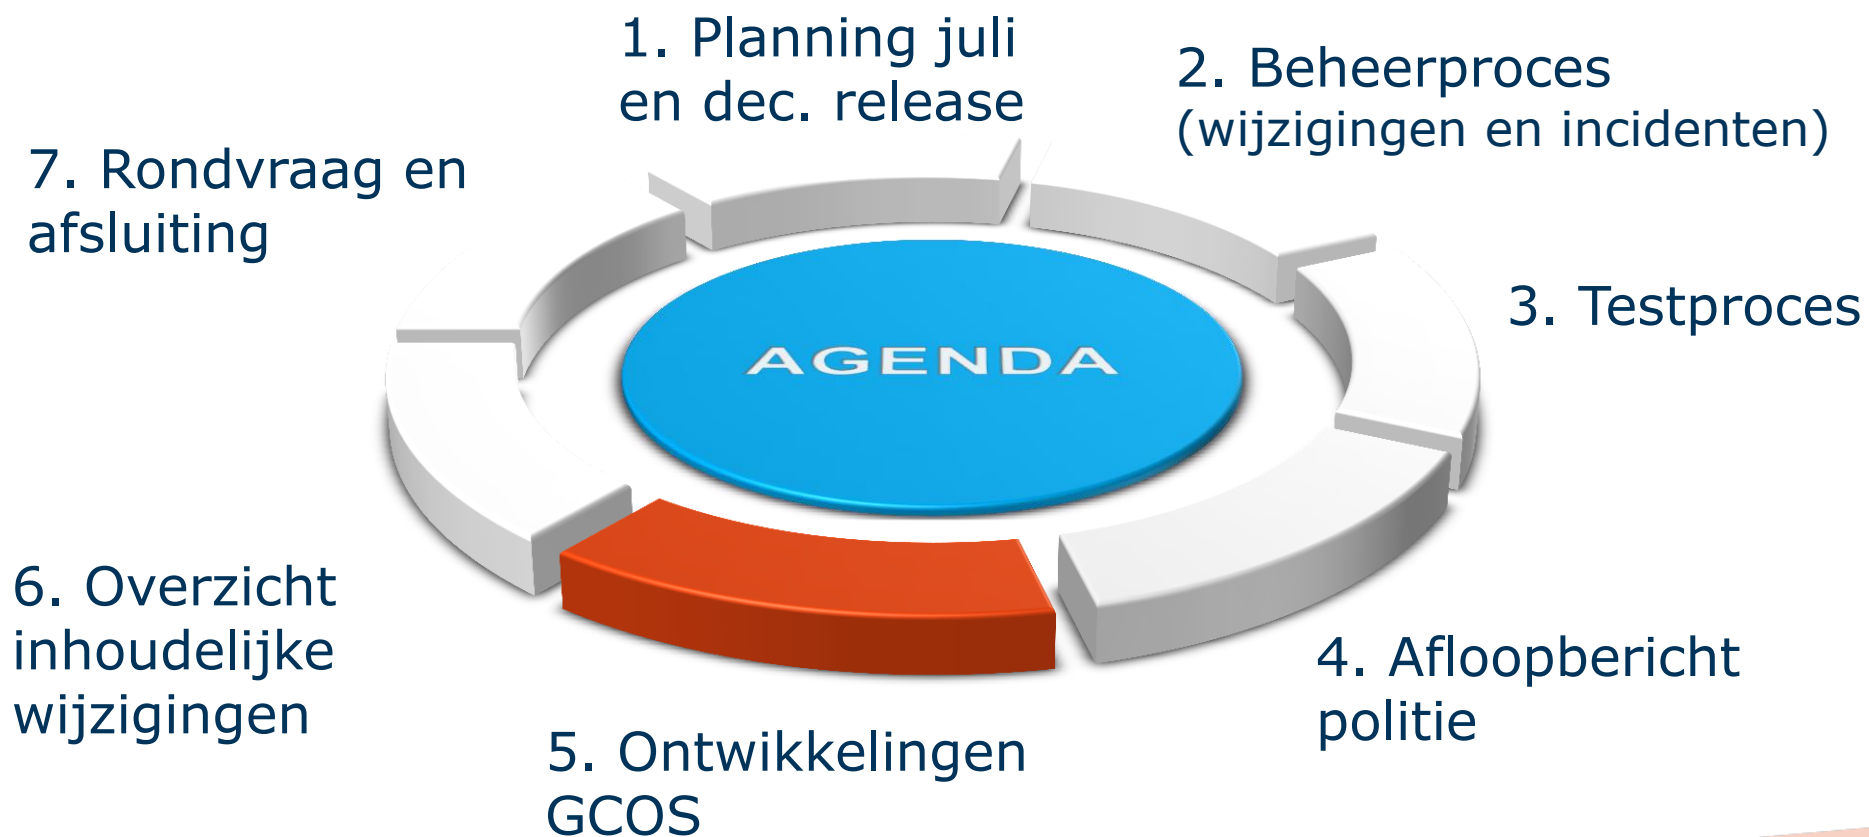 1. Planning juli
en dec. release
2. Beheerproces
(wijzigingen en incidenten)
3. Testproces
4. Afloopbericht
politie
5. Ontwikkelingen
GCOS
6. Overzicht
inhoudelijke
wijzigingen
7. Rondvraag en
afsluiting
AGENDA